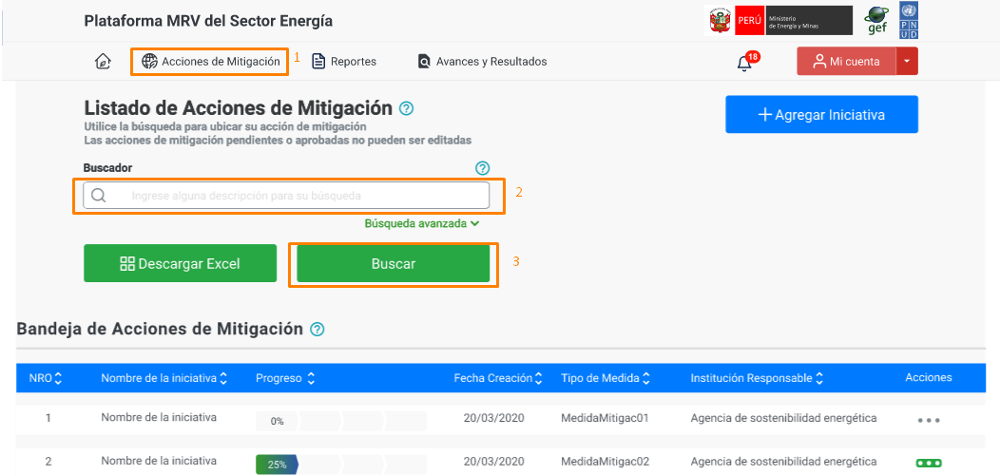 Plataforma MRV del Sector Energía
PERÚ Ministerio de Energía y Minas
gef
PNUD
Acciones de Mitigación 1 Reportes Avances y Resultados 18 Mi cuenta
Listado de Acciones de Mitigación ?
+ Agregar Iniciativa
Utilice la búsqueda para ubicar su acción de mitigación
Las acciones de mitigación pendientes o aprobadas no pueden ser editadas
Buscador ?
Ingrese alguna descripción para su búsqueda 2
Búsqueda avanzada
Descargar Excel Buscar 3
Bandeja de Acciones de Mitigación ?
NRO Nombre de la iniciativa Progreso Fecha Creación Tipo de Medida Institución Responsable Acciones
1 Nombre de la iniciativa 0% 20/03/2020 MedidaMitigac01 Agencia de sostenibilidad energética
2 Nombre de la iniciativa 25% 20/03/2020 MedidaMitigac02 Agencia de sostenibilidad energética